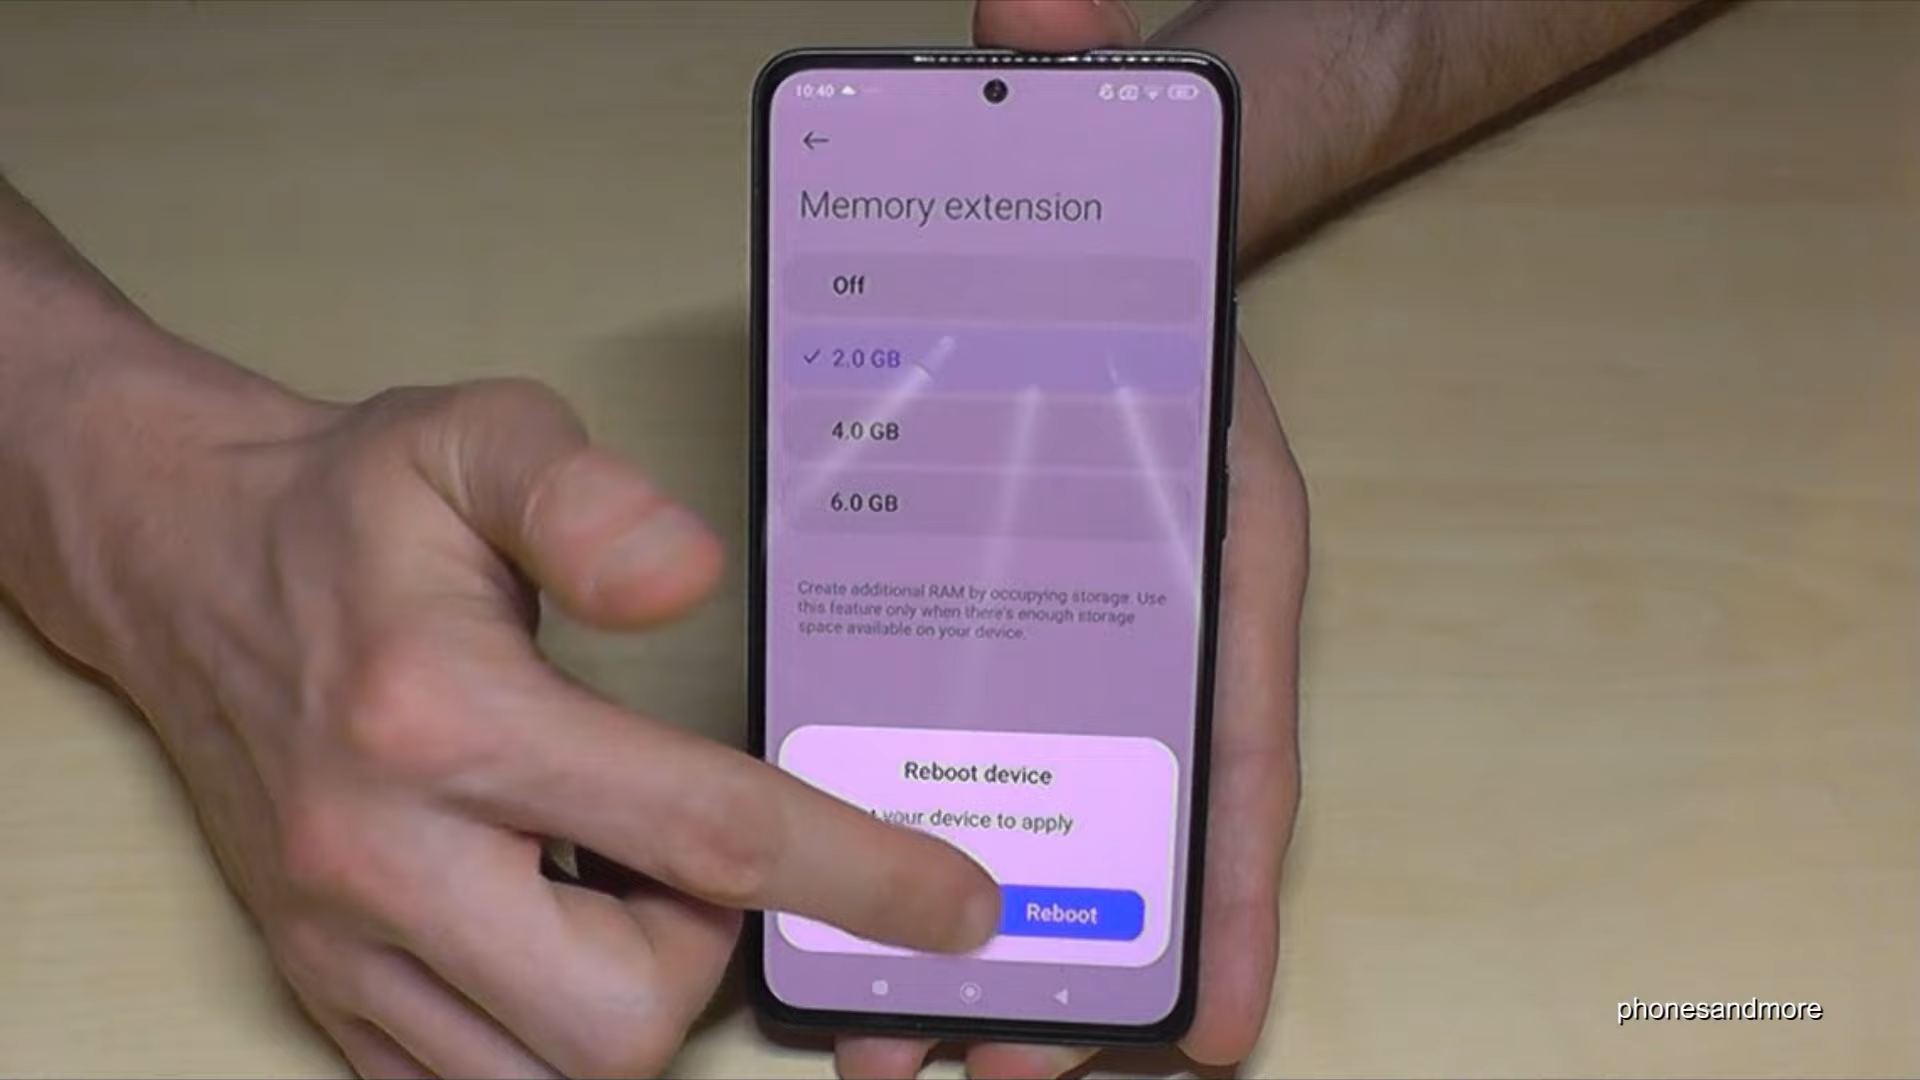 10:40
Memory extension
Off
2.0 GB
4.0 GB
6.0 GB
Create additional RAM by occupying storage. Use
this feature only when there's enough storage
space available on your device.
Reboot device
your device to apply
Reboot
phonesandmore